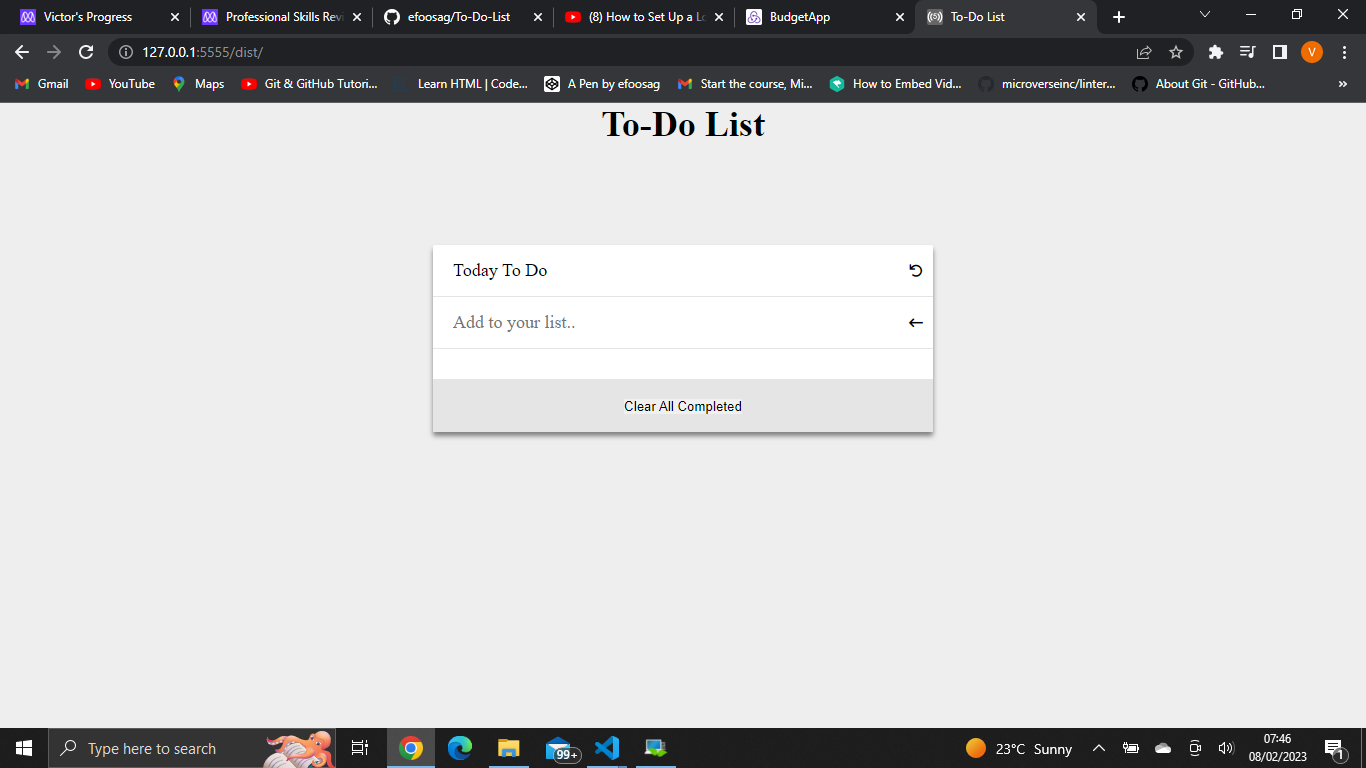 Victor's Progress
Professional Skills Revi
efoosag/To-Do-List
(8) How to Set Up a Lo
BudgetApp
To-Do List
127.0.0.1:5555/dist/
V
Gmail
YouTube
Maps
Git & GitHub Tutori...
Learn HTML | Code...
A Pen by efoosag
Start the course, Mi...
How to Embed Vid...
microverseinc/linter...
About Git - GitHub...
»
To-Do List
Today To Do
Add to your list..
Clear All Completed
Type here to search
99+
23°C Sunny
07:46
08/02/2023
1